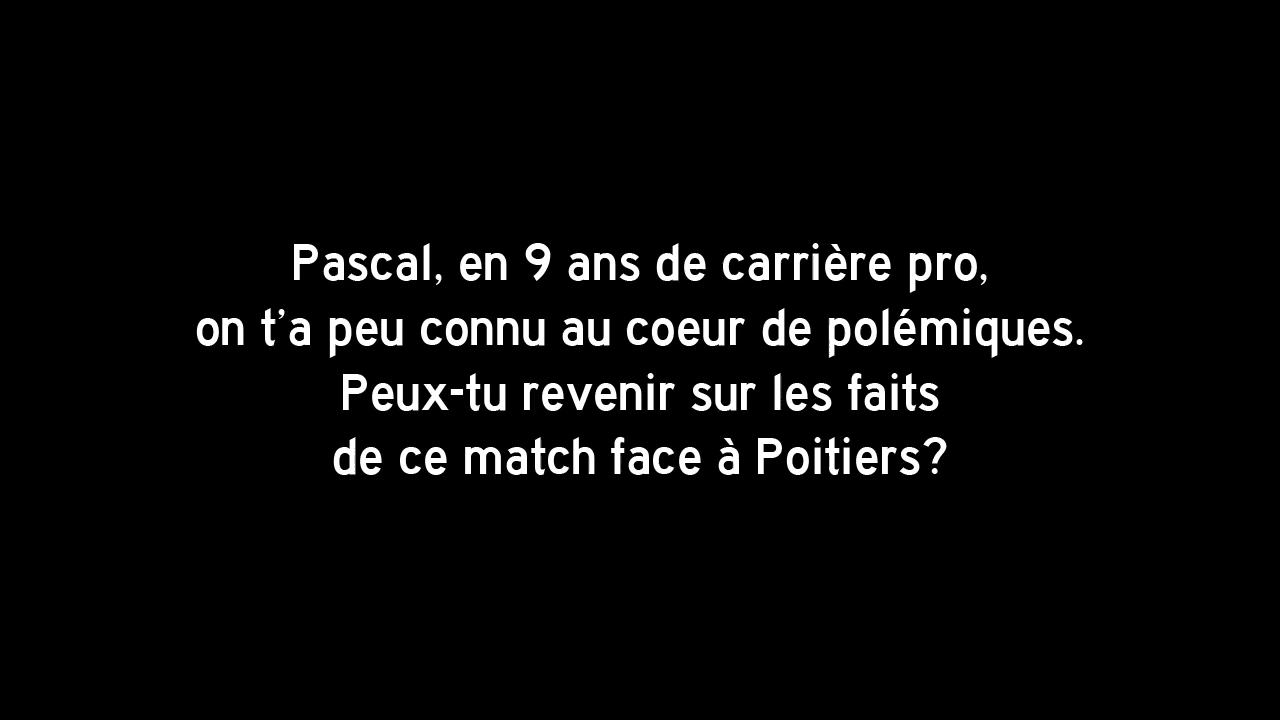 Pascal, en 9 ans de carrière pro,
on t’a peu connu au coeur de polémiques.
Peux-tu revenir sur les faits
de ce match face à Poitiers?